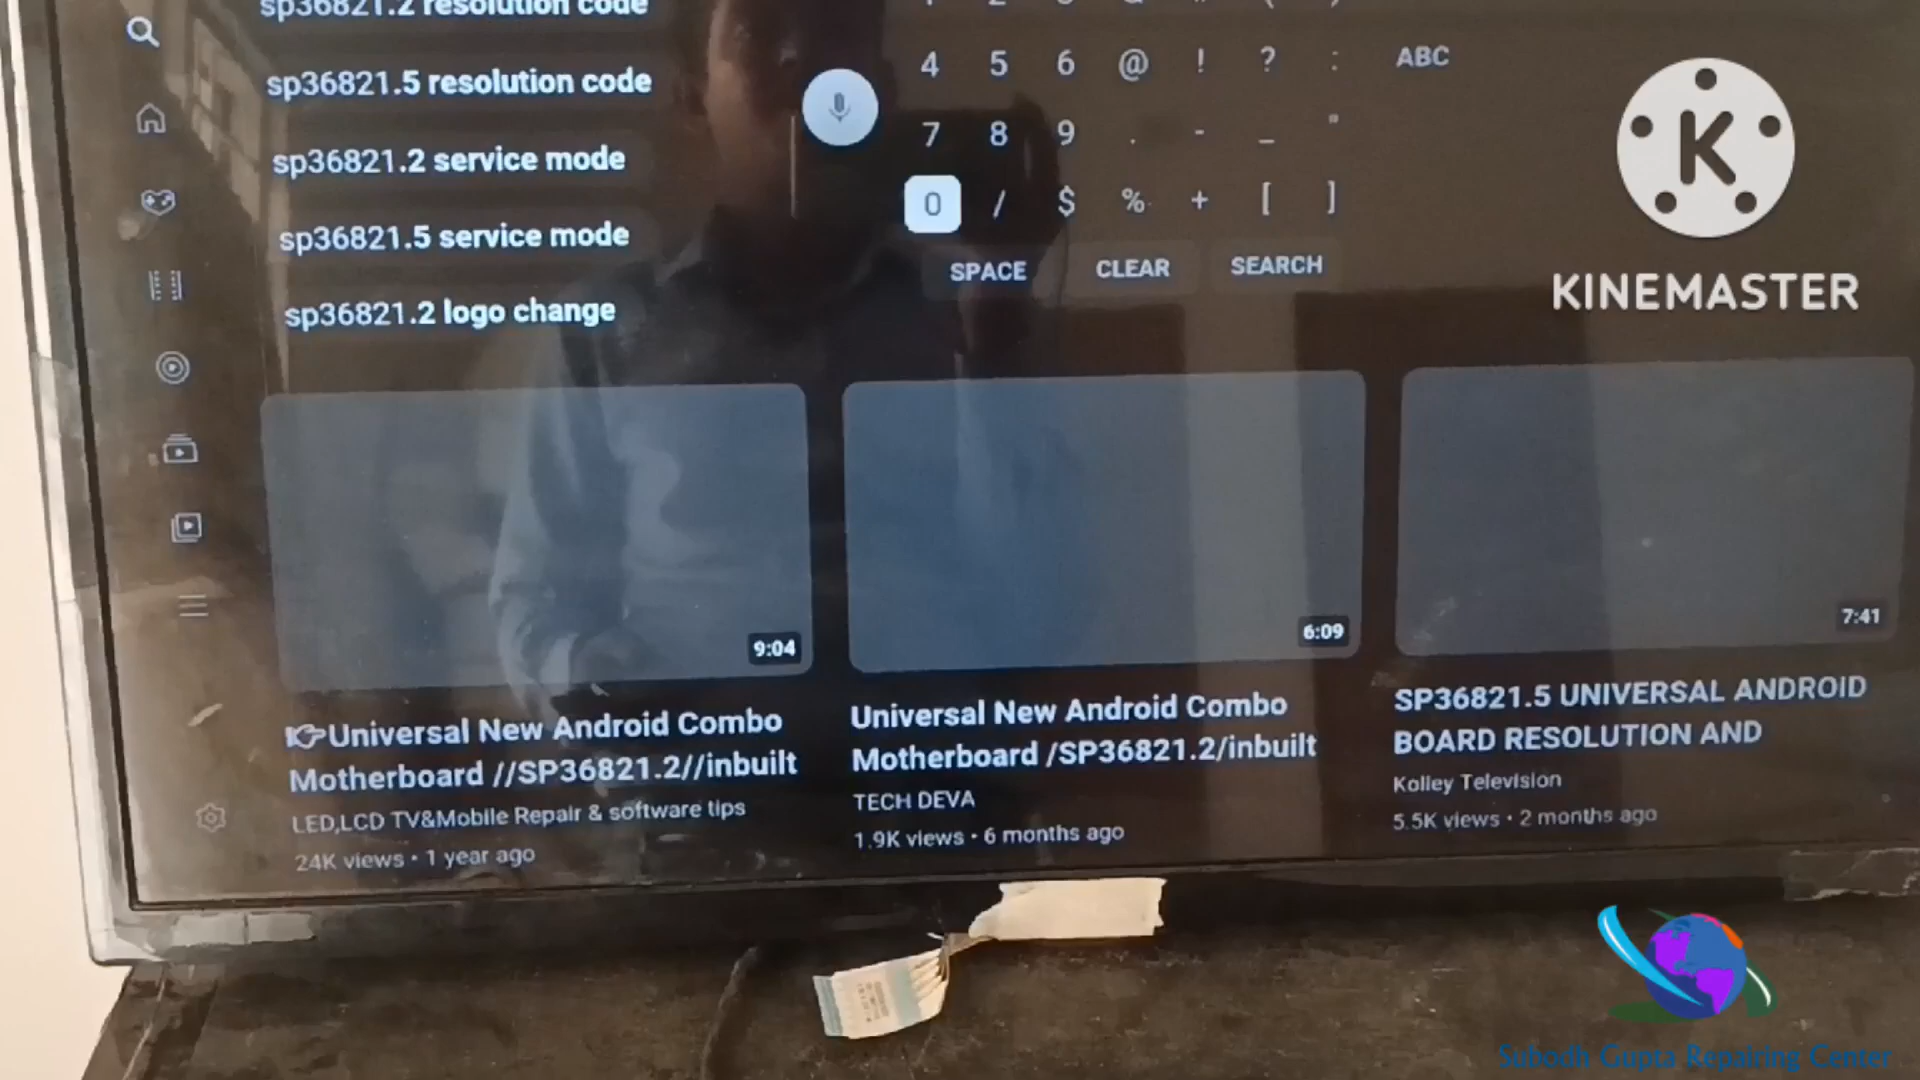 sp36821.2 resolution code
sp36821.5 resolution code
sp36821.2 service mode
sp36821.5 service mode
sp36821.2 logo change
4 5 6 @ ! ? : ABC
7 8 9 . - _ "
0 / $ % + [ ]
SPACE CLEAR SEARCH
K
KINEMASTER
9:04
6:09
7:41
👉Universal New Android Combo
Motherboard //SP36821.2//inbuilt
LED,LCD TV&Mobile Repair & software tips
24K views • 1 year ago
Universal New Android Combo
Motherboard /SP36821.2/inbuilt
TECH DEVA
1.9K views • 6 months ago
SP36821.5 UNIVERSAL ANDROID
BOARD RESOLUTION AND
Kolley Television
5.5K views • 2 months ago
Subodh Gupta Repairing Center